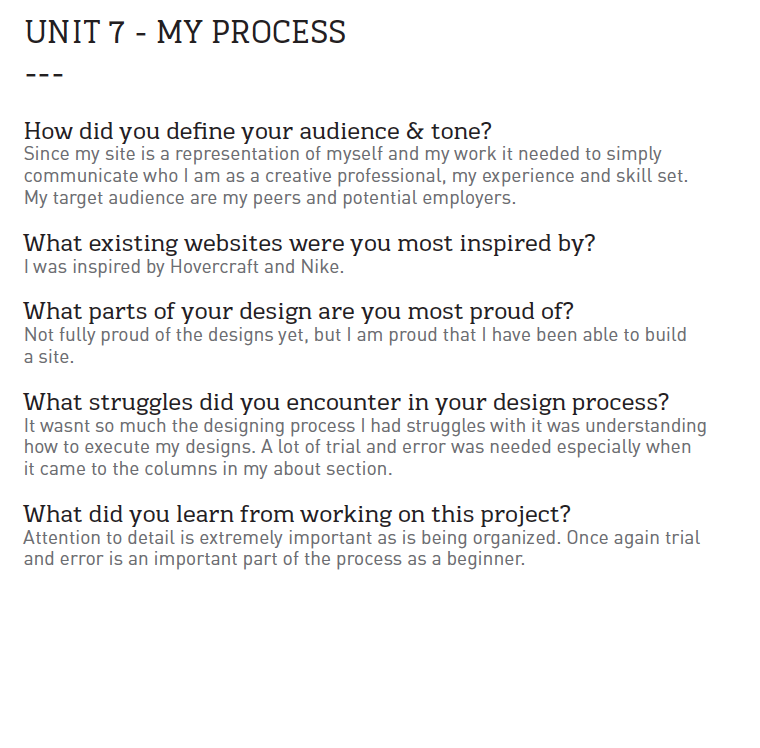 UNIT 7 - MY PROCESS
---
How did you define your audience & tone?
Since my site is a representation of myself and my work it needed to simply
communicate who I am as a creative professional, my experience and skill set.
My target audience are my peers and potential employers.
What existing websites were you most inspired by?
I was inspired by Hovercraft and Nike.
What parts of your design are you most proud of?
Not fully proud of the designs yet, but I am proud that I have been able to build
a site.
What struggles did you encounter in your design process?
It wasnt so much the designing process I had struggles with it was understanding
how to execute my designs. A lot of trial and error was needed especially when
it came to the columns in my about section.
What did you learn from working on this project?
Attention to detail is extremely important as is being organized. Once again trial
and error is an important part of the process as a beginner.